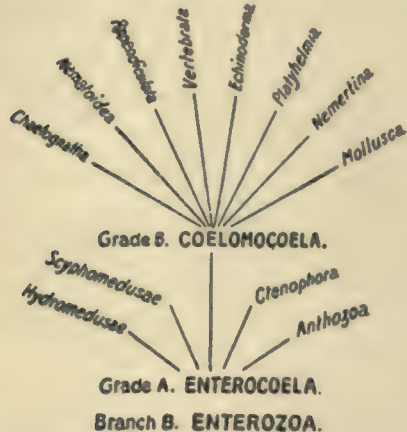 Chaetognatha
Nematoidea
Vertebrata
Echinoderma
Platyhelmia
Nemertina
Mollusca
Grade B. COELOMOCOELA.
Scyphomedusae
Hydromedusae
Ctenophora
Anthozoa
Grade A. ENTEROCOELA.
Branch B. ENTEROZOA.